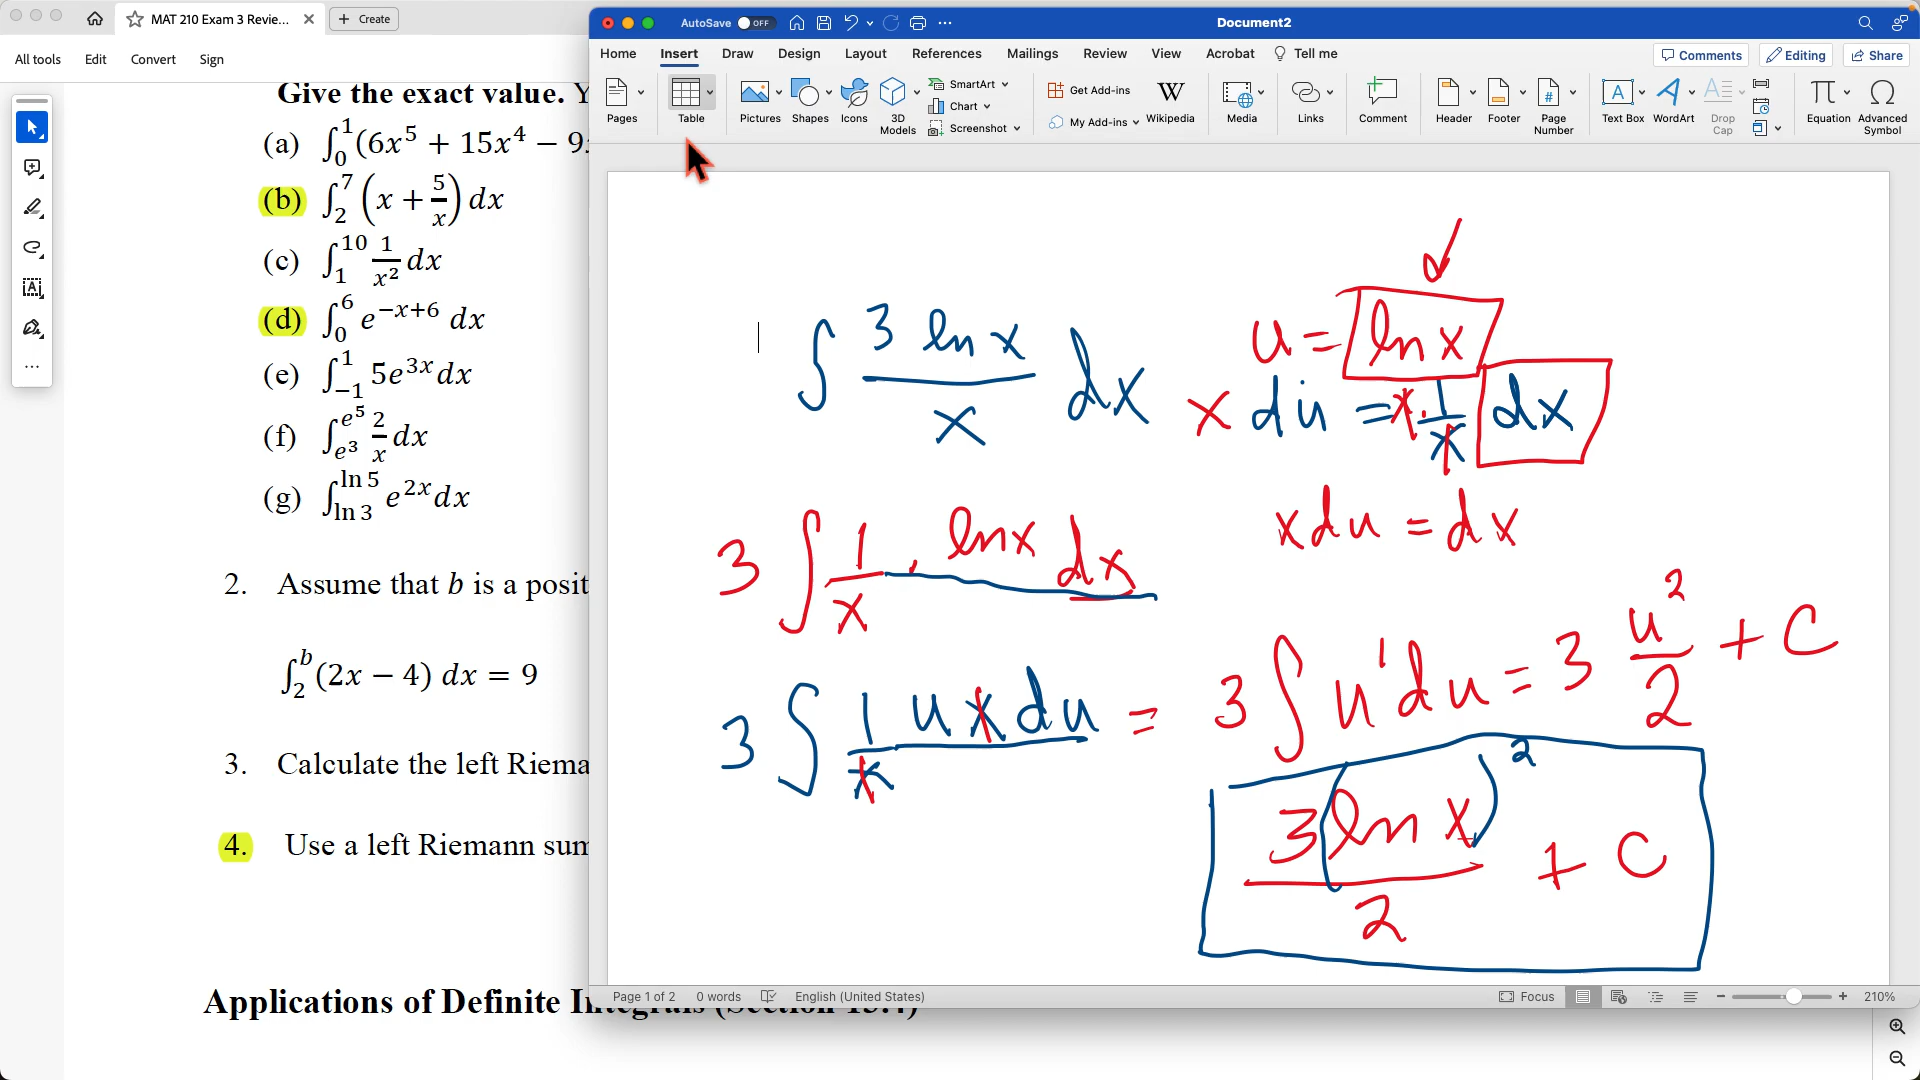 MAT 210 Exam 3 Revie...
Create
All tools Edit Convert Sign
Give the exact value.
(a) ∫₀¹ (6x⁵ + 15x⁴ − 9
(b) ∫₂⁷ (x + 5/x) dx
(c) ∫₁¹⁰ 1/x² dx
(d) ∫₀⁶ e^(−x+6) dx
(e) ∫₋₁¹ 5e^(3x) dx
(f) ∫_(e³)^(e⁵) 2/x dx
(g) ∫_(ln 3)^(ln 5) e^(2x) dx
2. Assume that b is a posit
∫₂ᵇ (2x − 4) dx = 9
3. Calculate the left Riema
4. Use a left Riemann sum
Applications of Definite Integrals (Section 13.4)
AutoSave OFF
Document2
Home Insert Draw Design Layout References Mailings Review View Acrobat Tell me
Comments Editing Share
Pages Table Pictures Shapes Icons 3D Models
SmartArt
Chart
Screenshot
Get Add-ins
My Add-ins
Wikipedia Media Links Comment Header Footer Page Number Text Box WordArt Drop Cap Equation Advanced Symbol
∫ 3 ln x / x dx
u = ln x
x du = x · 1/x dx
x du = dx
3 ∫ 1/x · ln x dx
3 ∫ 1/x u x du = 3 ∫ u¹ du = 3 u²/2 + C
3(ln x)²/2 + C
Page 1 of 2 0 words English (United States) Focus 210%